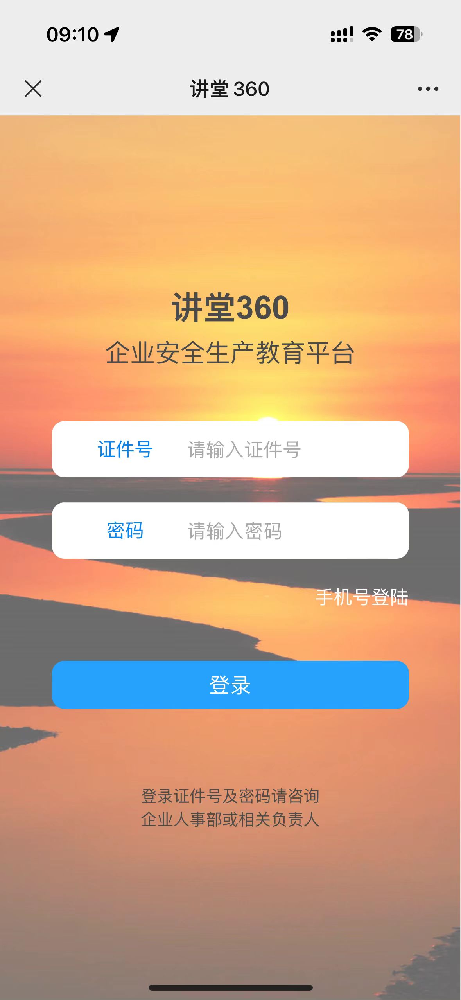 09:10
78
讲堂 360
讲堂360
企业安全生产教育平台
证件号 请输入证件号
密码 请输入密码
手机号登陆
登录
登录证件号及密码请咨询
企业人事部或相关负责人